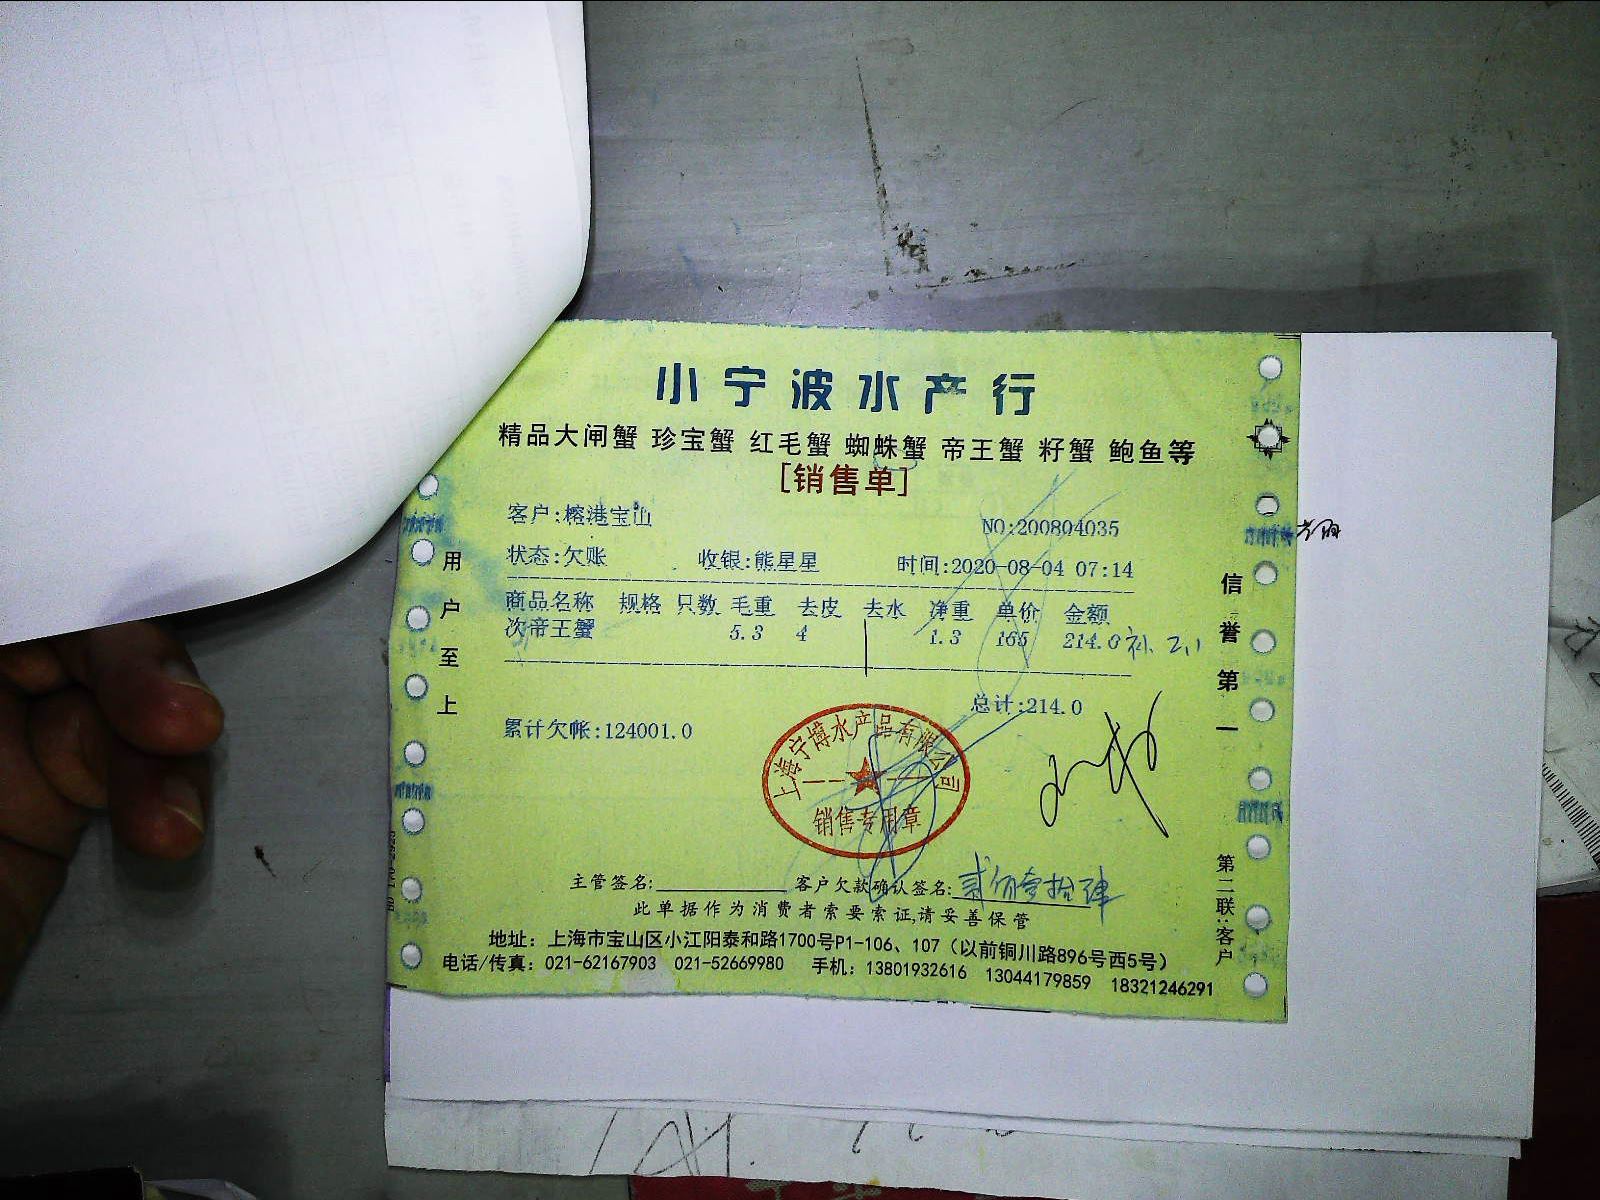 小宁波水产行
精品大闸蟹 珍宝蟹 红毛蟹 蜘蛛蟹 帝王蟹 籽蟹 鲍鱼等
[销售单]
客户:榕港宝山
NO:200804035
状态:欠账 收银:熊星星 时间:2020-08-04 07:14
商品名称 规格 只数 毛重 去皮 去水 净重 单价 金额
次帝王蟹 5.3 4 1.3 165 214.0 补 2.1
总计:214.0
累计欠帐:124001.0
上海宁博水产品有限公司
销售专用章
主管签名: 客户欠款确认签名: 贰佰壹拾肆
此单据作为消费者索要索证,请妥善保管
地址：上海市宝山区小江阳泰和路1700号P1-106、107（以前铜川路896号西5号）
电话/传真：021-62167903 021-52669980 手机：13801932616 13044179859 18321246291
用户至上
信誉第一
第二联:客户